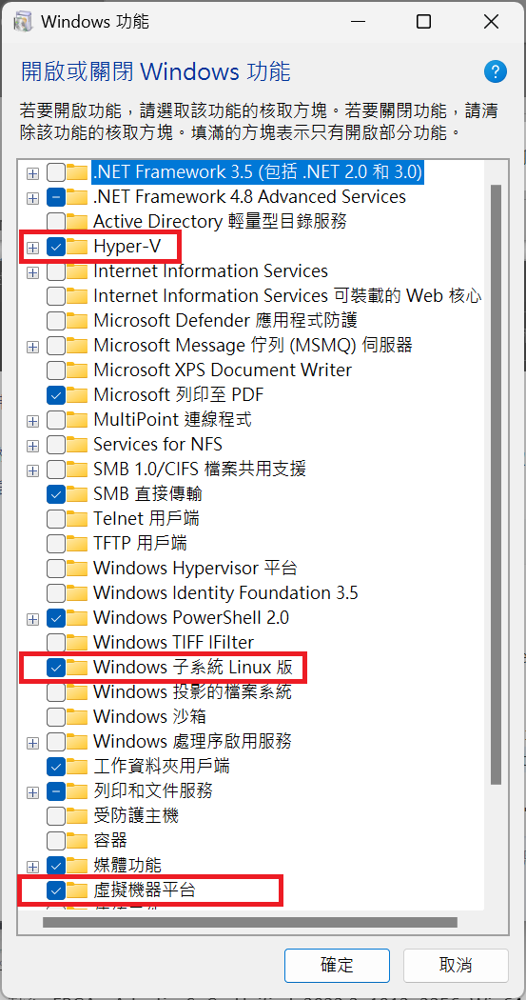 Windows 功能
開啟或關閉 Windows 功能
若要開啟功能，請選取該功能的核取方塊。若要關閉功能，請清
除該功能的核取方塊。填滿的方塊表示只有開啟部分功能。
.NET Framework 3.5 (包括 .NET 2.0 和 3.0)
.NET Framework 4.8 Advanced Services
Active Directory 輕量型目錄服務
Hyper-V
Internet Information Services
Internet Information Services 可裝載的 Web 核心
Microsoft Defender 應用程式防護
Microsoft Message 佇列 (MSMQ) 伺服器
Microsoft XPS Document Writer
Microsoft 列印至 PDF
MultiPoint 連線程式
Services for NFS
SMB 1.0/CIFS 檔案共用支援
SMB 直接傳輸
Telnet 用戶端
TFTP 用戶端
Windows Hypervisor 平台
Windows Identity Foundation 3.5
Windows PowerShell 2.0
Windows TIFF IFilter
Windows 子系統 Linux 版
Windows 投影的檔案系統
Windows 沙箱
Windows 處理序啟用服務
工作資料夾用戶端
列印和文件服務
受防護主機
容器
媒體功能
虛擬機器平台
確定
取消